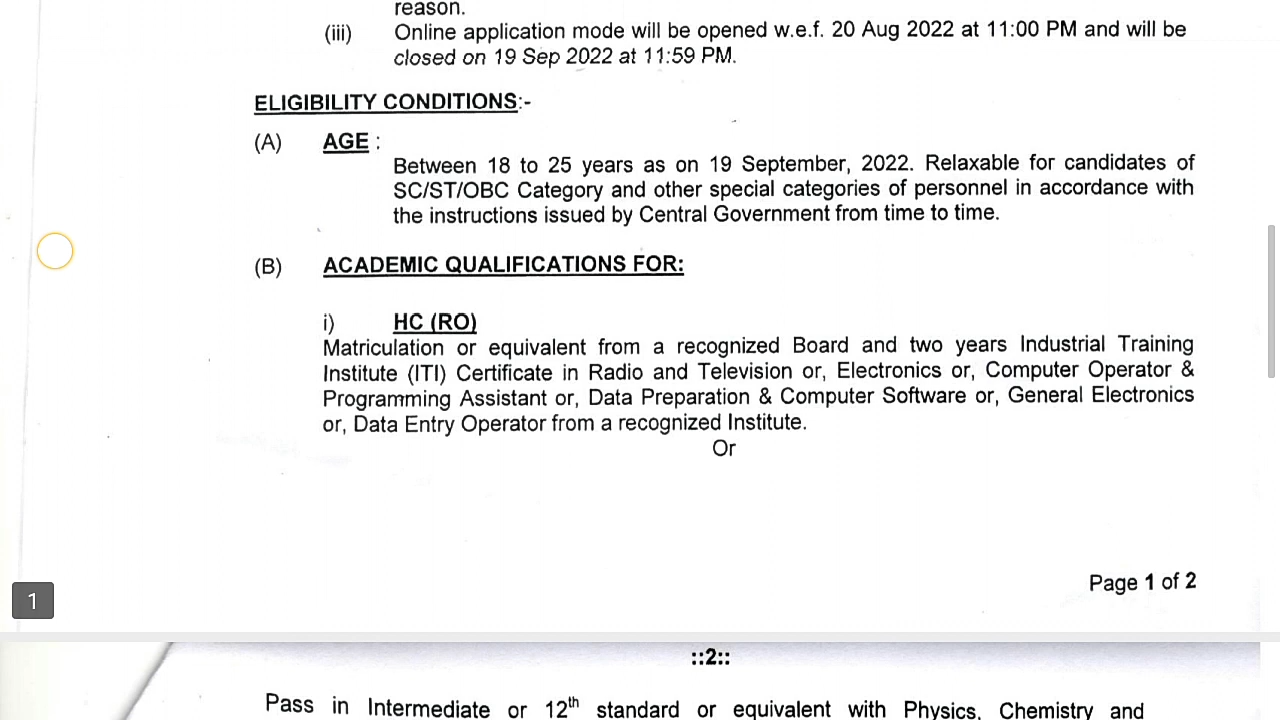 reason.
(iii) Online application mode will be opened w.e.f. 20 Aug 2022 at 11:00 PM and will be
closed on 19 Sep 2022 at 11:59 PM.
ELIGIBILITY CONDITIONS:-
(A) AGE :
Between 18 to 25 years as on 19 September, 2022. Relaxable for candidates of
SC/ST/OBC Category and other special categories of personnel in accordance with
the instructions issued by Central Government from time to time.
(B) ACADEMIC QUALIFICATIONS FOR:
i) HC (RO)
Matriculation or equivalent from a recognized Board and two years Industrial Training
Institute (ITI) Certificate in Radio and Television or, Electronics or, Computer Operator &
Programming Assistant or, Data Preparation & Computer Software or, General Electronics
or, Data Entry Operator from a recognized Institute.
Or
Page 1 of 2
1
::2::
Pass in Intermediate or 12th standard or equivalent with Physics, Chemistry and